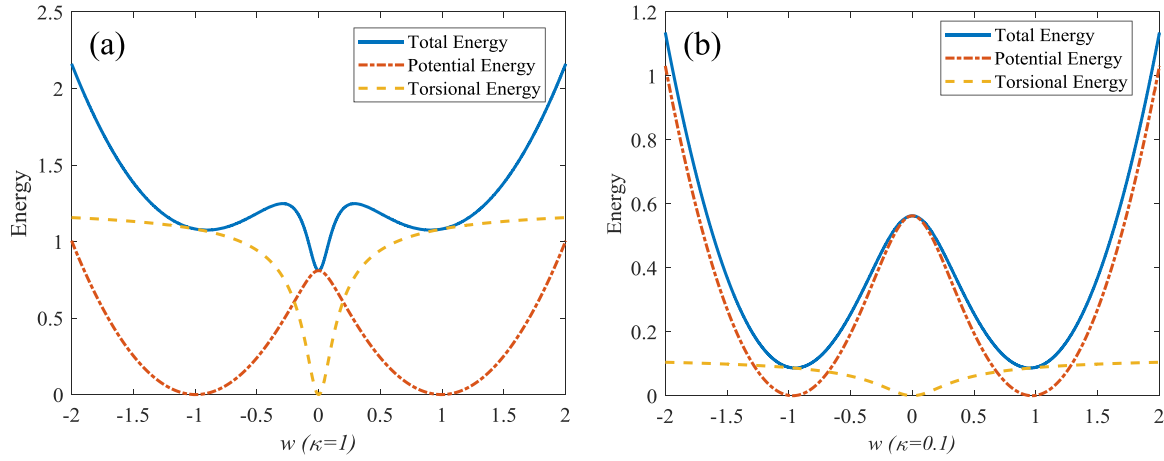 (a)
Total Energy
Potential Energy
Torsional Energy
2.5
2
1.5
1
0.5
0
Energy
-2 -1.5 -1 -0.5 0 0.5 1 1.5 2
w (κ=1)
(b)
Total Energy
Potential Energy
Torsional Energy
1.2
1
0.8
0.6
0.4
0.2
0
Energy
-2 -1.5 -1 -0.5 0 0.5 1 1.5 2
w (κ=0.1)